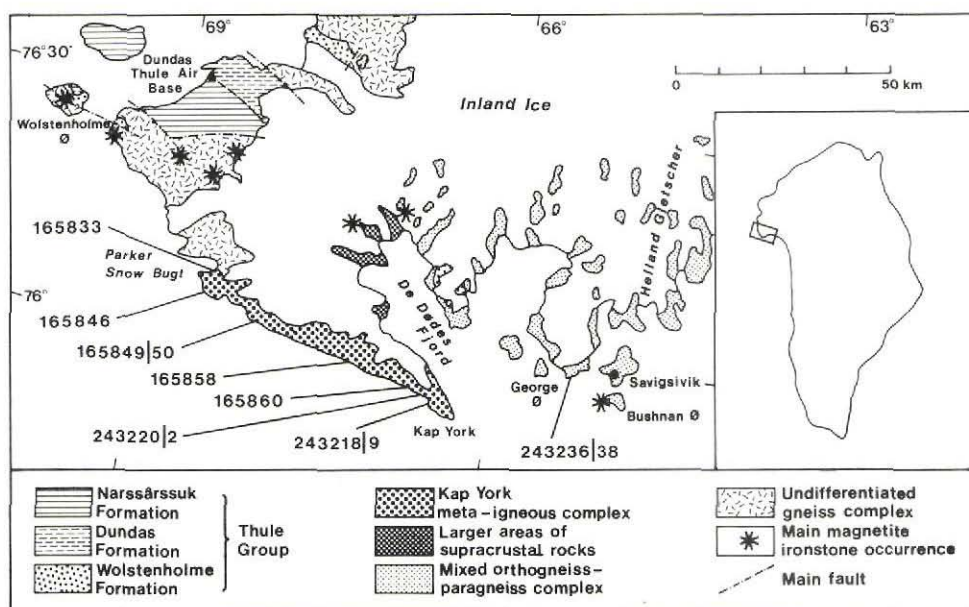 69
66
63
76°30'
Dundas
Thule Air
Base
0 50 km
Inland Ice
Wolstenholme
Ø
165833
Parker
Snow Bugt
76°
165846
165849|50
165858
165860
243220|2
243218|9
Kap York
De Dødes
Fjord
Helland Gletscher
George
Ø
Savigsivik
Bushnan Ø
243236|38
Narssârssuk
Formation
Dundas
Formation
Wolstenholme
Formation
Thule
Group
Kap York
meta-igneous complex
Larger areas of
supracrustal rocks
Mixed orthogneiss-
paragneiss complex
Undifferentiated
gneiss complex
Main magnetite
ironstone occurrence
Main fault